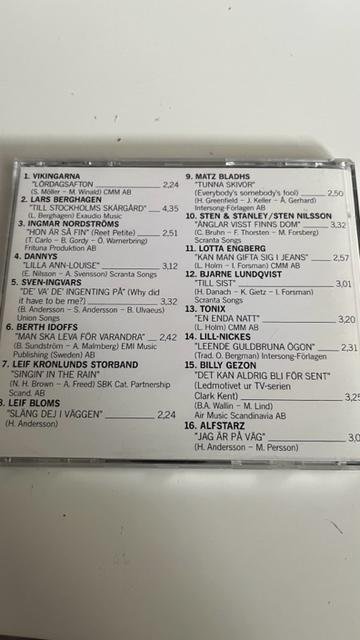 1. VIKINGARNA
"LÖRDAGSAFTON 2,24
(S. Möller – M. Winald) CMM AB
2. LARS BERGHAGEN
"TILL STOCKHOLMS SKÄRGÅRD" 4,35
(L. Berghagen) Exaudio Music
3. INGMAR NORDSTRÖMS
"HON ÄR SÅ FIN" (Reet Petite) 2,51
(T. Carlo – B. Gordy – O. Warnerbring)
Frituna Produktion AB
4. DANNYS
"LILLA ANN-LOUISE" 3,12
(E. Nilsson – A. Svensson) Scranta Songs
5. SVEN-INGVARS
"DE' VA' DE' INGENTING PÅ" (Why did
it have to be me?) 3,32
(B. Andersson – S. Andersson – B. Ulvaeus)
Union Songs
6. BERTH IDOFFS
"MAN SKA LEVA FÖR VARANDRA" 2,42
(B. Sundström – A. Malmberg) EMI Music
Publishing (Sweden) AB
7. LEIF KRONLUNDS STORBAND
"SINGIN' IN THE RAIN"
(N. H. Brown – A. Freed) SBK Cat. Partnership
Scand. AB
8. LEIF BLOMS
"SLÄNG DEJ I VÄGGEN" 2,24
(H. Andersson)
9. MATZ BLADHS
"TUNNA SKIVOR"
(Everybody's somebody's fool) 2,50
(H. Greenfield – J. Keller – Å. Gerhard)
Intersong-Förlagen AB
10. STEN & STANLEY/STEN NILSSON
"ÄNGLAR VISST FINNS DOM" 3,32
(C. Bruhn – F. Thorsten – M. Forsberg)
Scranta Songs
11. LOTTA ENGBERG
"KAN MAN GIFTA SIG I JEANS" 2,57
(L. Holm – I. Forsman) CMM AB
12. BJARNE LUNDQVIST
"TILL SIST" 3,01
(H. Danach – K. Gietz – I. Forsman)
Scranta Songs
13. TONIX
"EN ENDA NATT" 3,20
(L. Holm) CMM AB
14. LILL-NICKES
"LEENDE GULDBRUNA ÖGON" 2,31
(Trad. O. Bergman) Intersong-Förlagen
15. BILLY GEZON
"DET KAN ALDRIG BLI FÖR SENT"
(Ledmotivet ur TV-serien
Clark Kent) 3,25
(B.A. Wallin – M. Lind)
Air Music Scandinavia AB
16. ALFSTARZ
"JAG ÄR PÅ VÄG" 3,0
(H. Andersson – M. Persson)